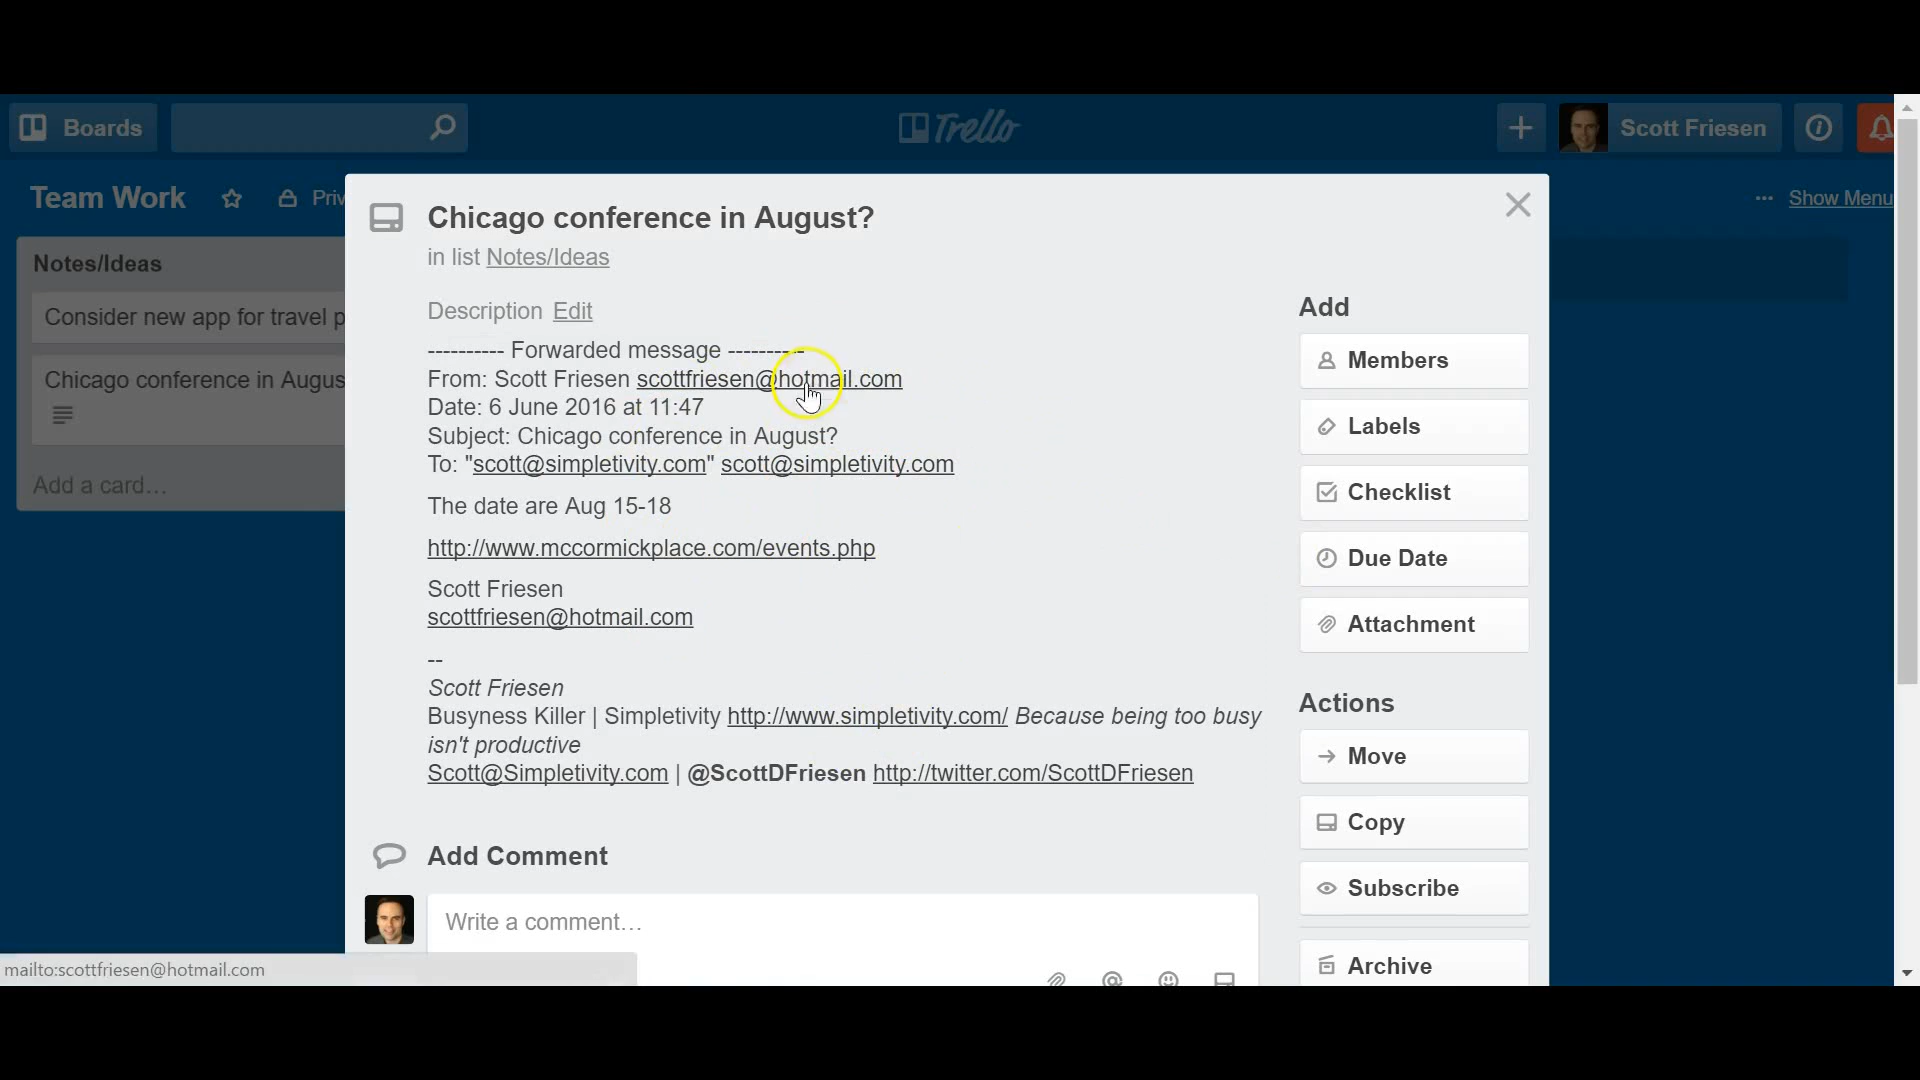 Boards
Trello
Scott Friesen
Team Work
Priv
Show Menu
Notes/Ideas
Consider new app for travel p
Chicago conference in Augus
Add a card…
Chicago conference in August?
in list Notes/Ideas
Description Edit
---------- Forwarded message ----------
From: Scott Friesen scottfriesen@hotmail.com
Date: 6 June 2016 at 11:47
Subject: Chicago conference in August?
To: "scott@simpletivity.com" scott@simpletivity.com
The date are Aug 15-18
http://www.mccormickplace.com/events.php
Scott Friesen
scottfriesen@hotmail.com
--
Scott Friesen
Busyness Killer | Simpletivity http://www.simpletivity.com/ Because being too busy
isn't productive
Scott@Simpletivity.com | @ScottDFriesen http://twitter.com/ScottDFriesen
Add Comment
Write a comment…
Add
Members
Labels
Checklist
Due Date
Attachment
Actions
Move
Copy
Subscribe
Archive
mailto:scottfriesen@hotmail.com